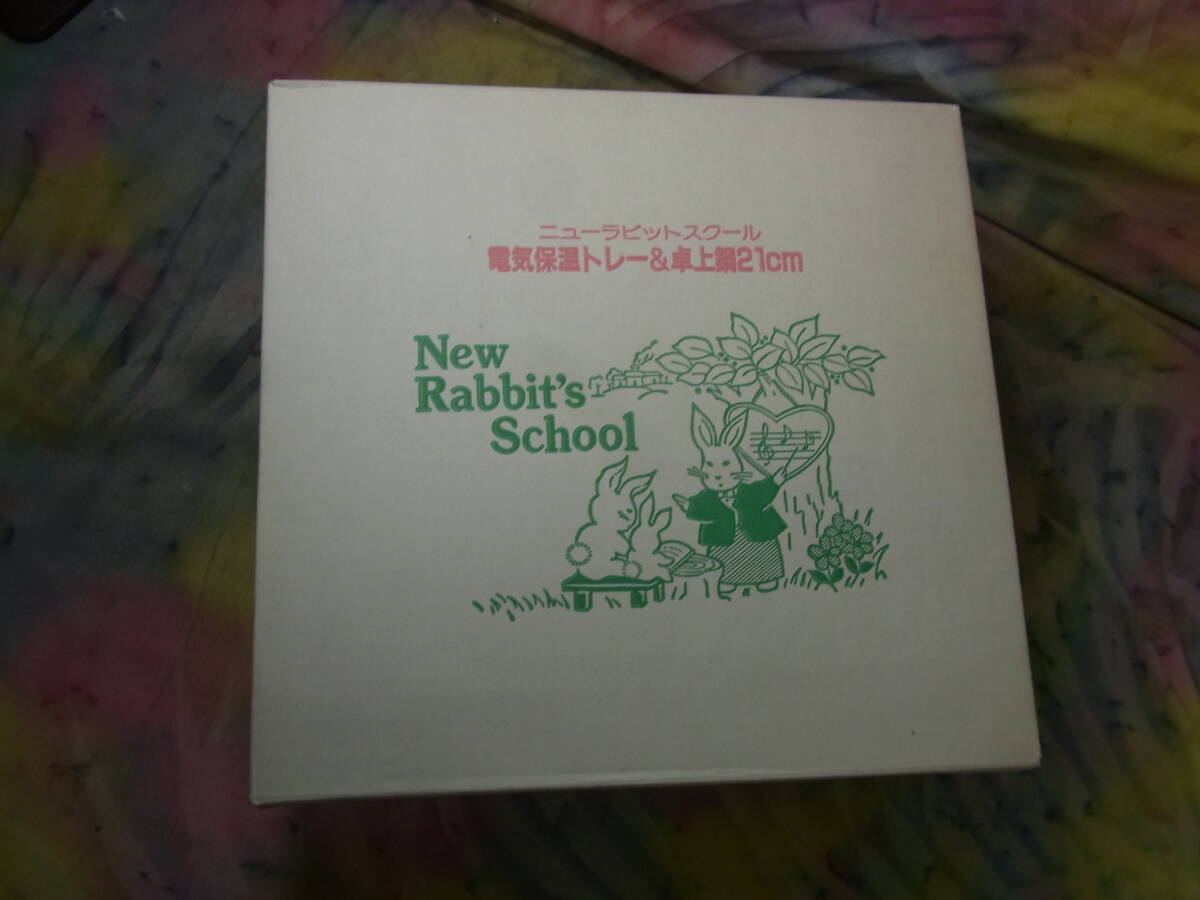 ニューラビットスクール
電気保温トレー&卓上鍋21cm
New
Rabbit's
School